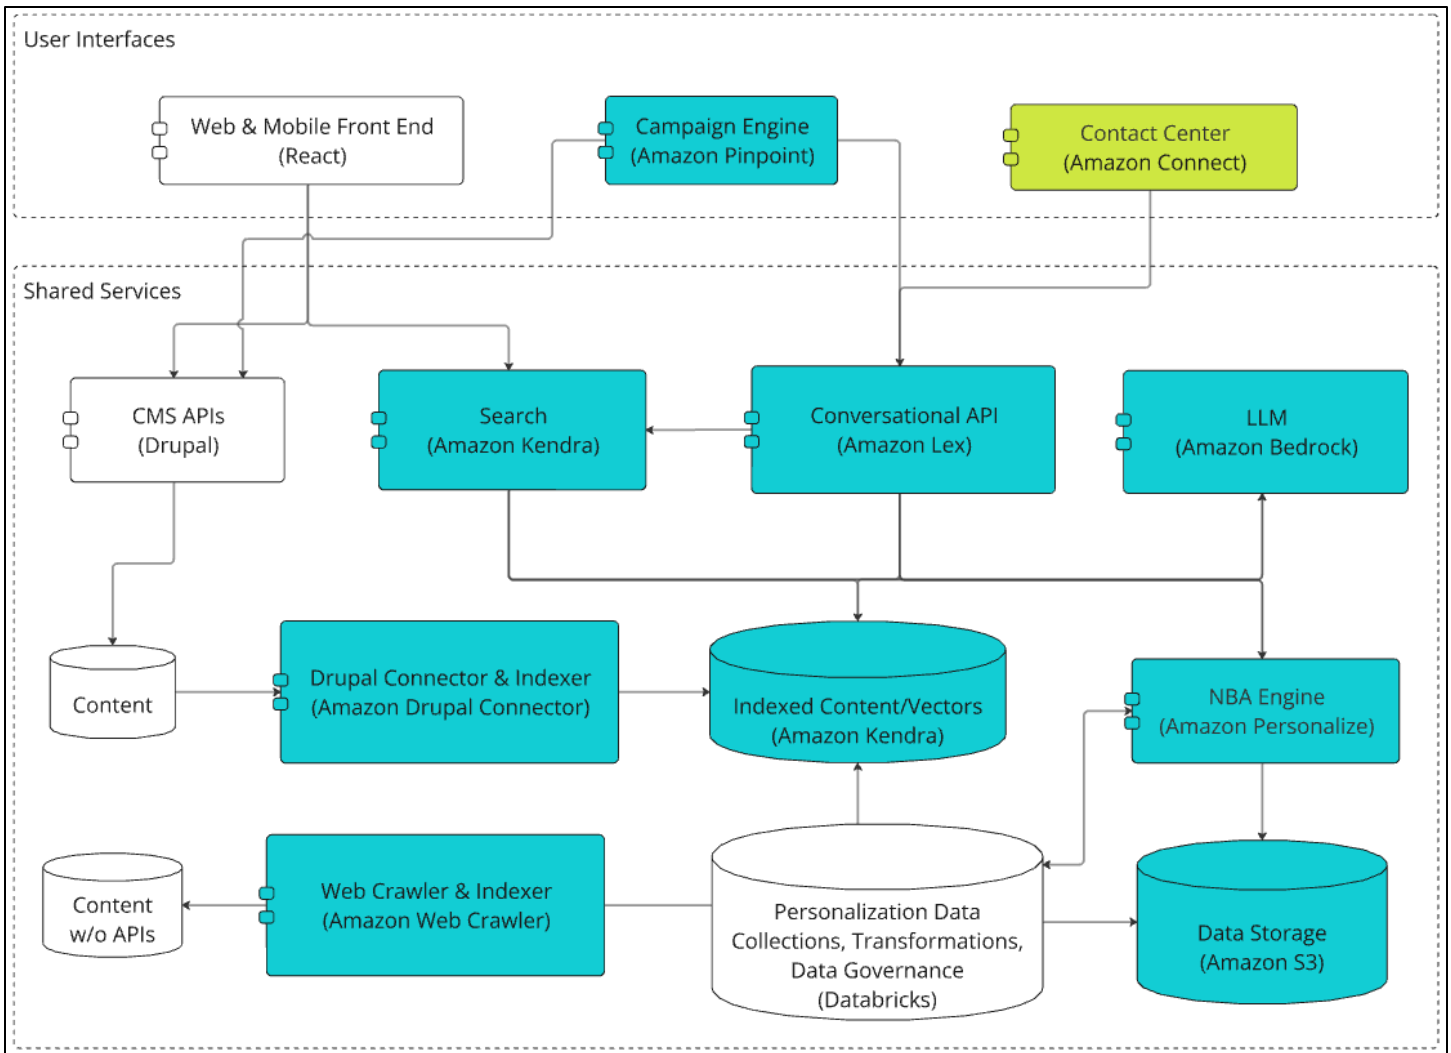 User Interfaces
Web & Mobile Front End
(React)
Campaign Engine
(Amazon Pinpoint)
Contact Center
(Amazon Connect)
Shared Services
CMS APIs
(Drupal)
Search
(Amazon Kendra)
Conversational API
(Amazon Lex)
LLM
(Amazon Bedrock)
Content
Drupal Connector & Indexer
(Amazon Drupal Connector)
Indexed Content/Vectors
(Amazon Kendra)
NBA Engine
(Amazon Personalize)
Content
w/o APIs
Web Crawler & Indexer
(Amazon Web Crawler)
Personalization Data
Collections, Transformations,
Data Governance
(Databricks)
Data Storage
(Amazon S3)